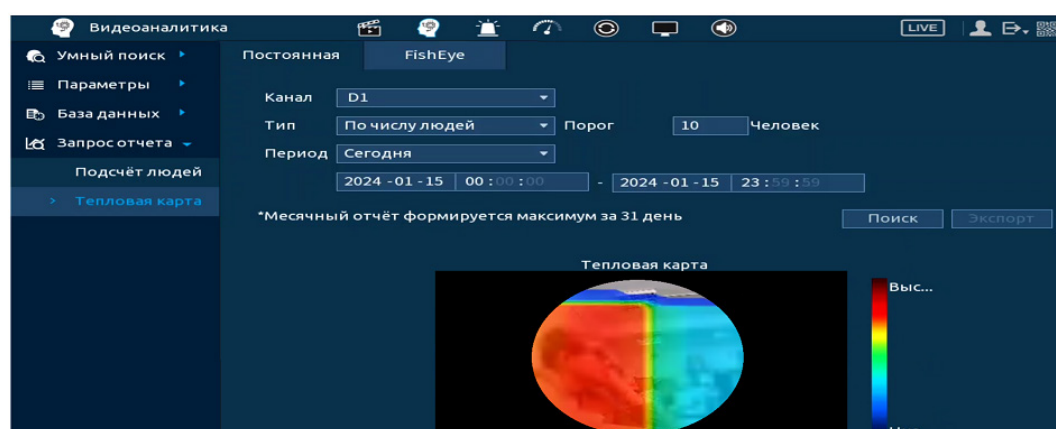 Видеоаналитика
LIVE
Умный поиск
Параметры
База данных
Запрос отчета
Подсчёт людей
> Тепловая карта
Постоянная FishEye
Канал D1
Тип По числу людей Порог 10 Человек
Период Сегодня
2024 - 01 - 15 00 : 00 : 00 - 2024 - 01 - 15 23 : 59 : 59
*Месячный отчёт формируется максимум за 31 день
Поиск Экспорт
Тепловая карта
Выс...